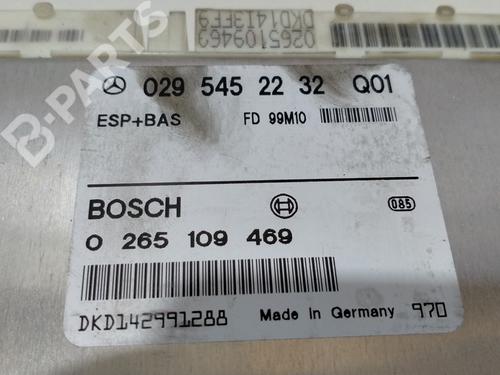 0265109469
DKD1413FF9
B-PARTS
029 545 22 32 Q01
ESP+BAS FD 99M10
BOSCH 085
0 265 109 469
DKD142991288 Made In Germany 970